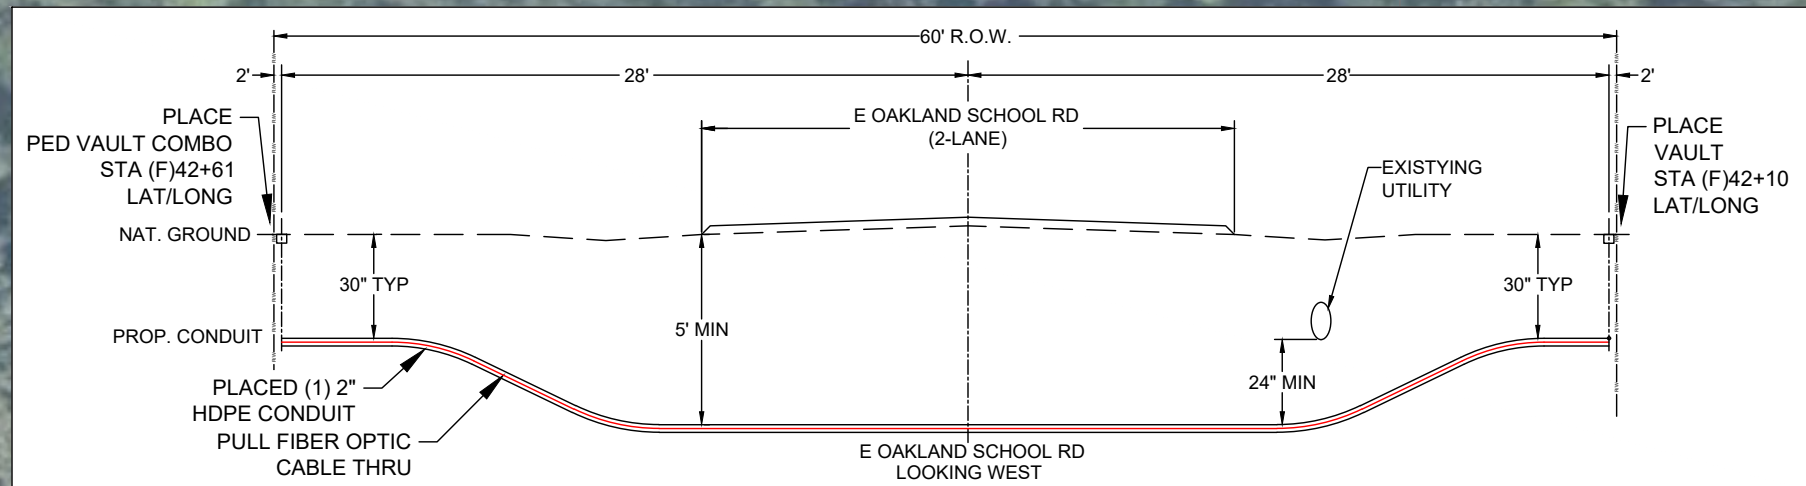 60' R.O.W.
2'
28'
28'
2'
PLACE
PED VAULT COMBO
STA (F)42+61
LAT/LONG
E OAKLAND SCHOOL RD
(2-LANE)
EXISTYING
UTILITY
PLACE
VAULT
STA (F)42+10
LAT/LONG
NAT. GROUND
30" TYP
30" TYP
5' MIN
PROP. CONDUIT
24" MIN
PLACED (1) 2"
HDPE CONDUIT
PULL FIBER OPTIC
CABLE THRU
E OAKLAND SCHOOL RD
LOOKING WEST